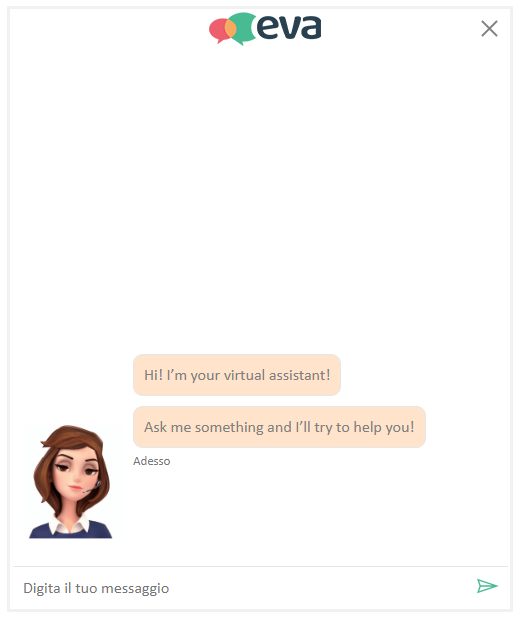 eva
Hi! I’m your virtual assistant!
Ask me something and I’ll try to help you!
Adesso
Digita il tuo messaggio